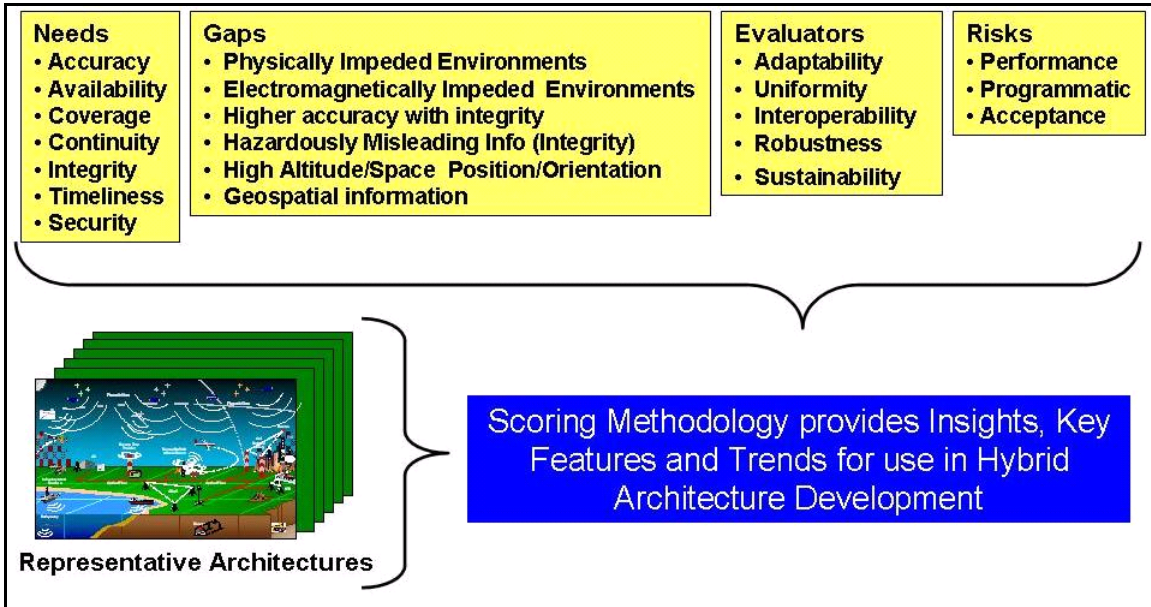 Needs
• Accuracy
• Availability
• Coverage
• Continuity
• Integrity
• Timeliness
• Security
Gaps
• Physically Impeded Environments
• Electromagnetically Impeded Environments
• Higher accuracy with integrity
• Hazardously Misleading Info (Integrity)
• High Altitude/Space Position/Orientation
• Geospatial information
Evaluators
• Adaptability
• Uniformity
• Interoperability
• Robustness
• Sustainability
Risks
• Performance
• Programmatic
• Acceptance
Scoring Methodology provides Insights, Key
Features and Trends for use in Hybrid
Architecture Development
Representative Architectures